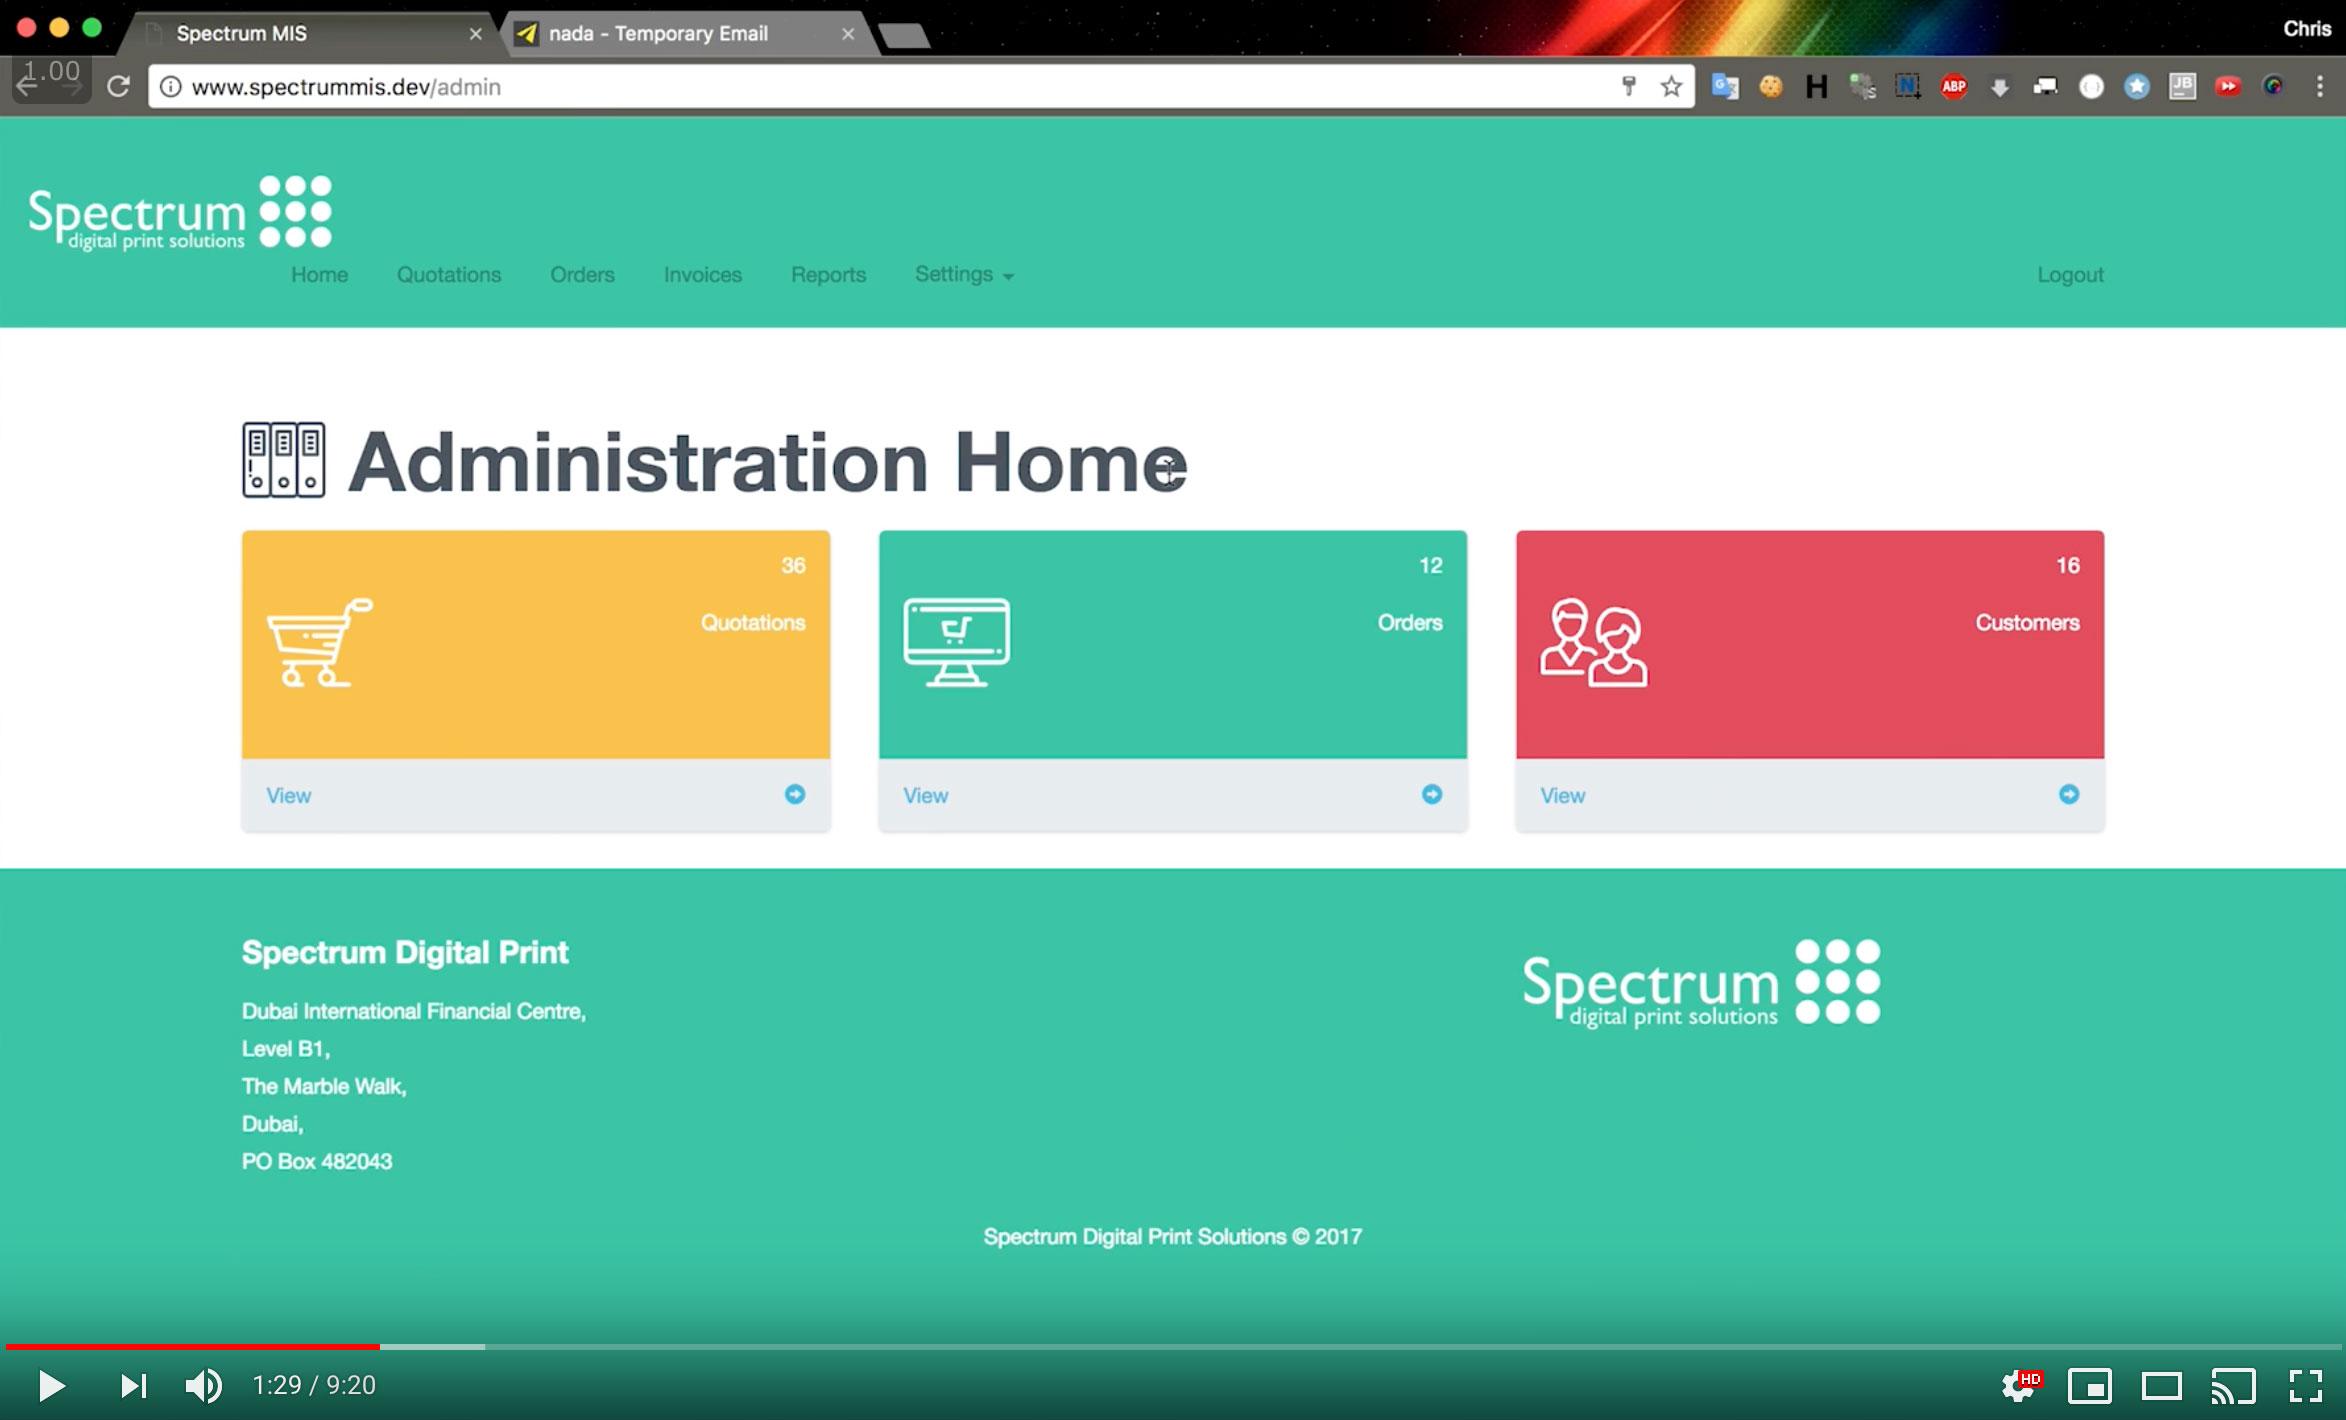 Spectrum MIS
nada - Temporary Email
Chris
1.00
www.spectrummis.dev/admin
ABP
JB
Spectrum
digital print solutions
Home Quotations Orders Invoices Reports Settings Logout
Administration Home
36
Quotations
View
12
Orders
View
16
Customers
View
Spectrum Digital Print
Dubai International Financial Centre,
Level B1,
The Marble Walk,
Dubai,
PO Box 482043
Spectrum
digital print solutions
Spectrum Digital Print Solutions © 2017
1:29 / 9:20
HD